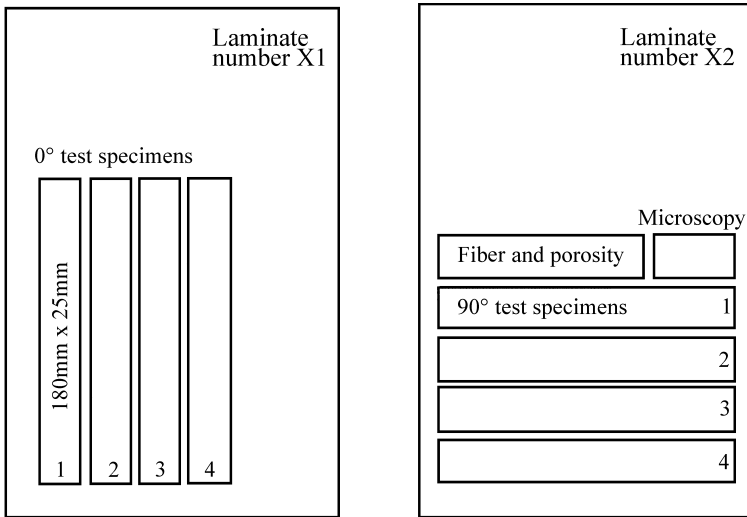 Laminate
number X1
0° test specimens
180mm x 25mm
1
2
3
4
Laminate
number X2
Microscopy
Fiber and porosity
90° test specimens
1
2
3
4